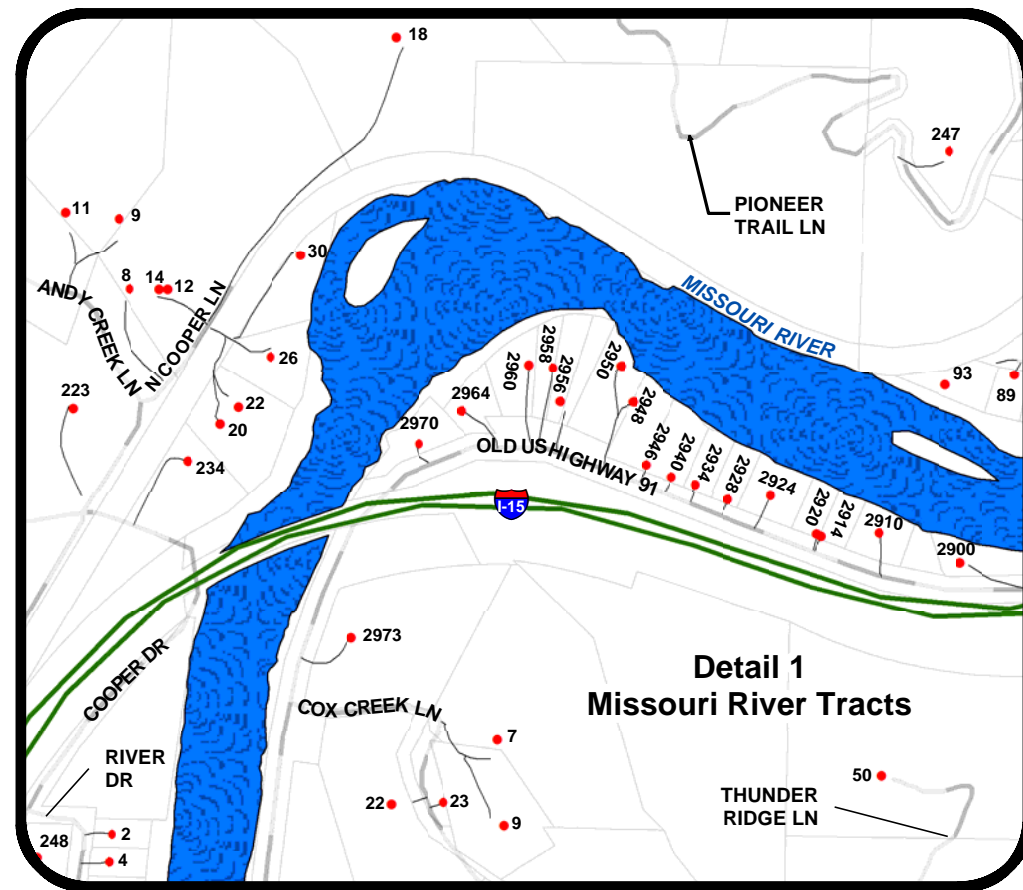 18
247
PIONEER
TRAIL LN
11
9
30
8
14
12
ANDY CREEK LN
N COOPER LN
MISSOURI RIVER
26
2960
2958
2956
2950
2948
93
89
223
22
20
2964
2970
OLD US HIGHWAY 91
234
2946
2940
2934
2928
2924
2920
2914
2910
2900
I-15
2973
COOPER DR
COX CREEK LN
Detail 1
Missouri River Tracts
RIVER
DR
7
22
23
9
50
THUNDER
RIDGE LN
248
2
4